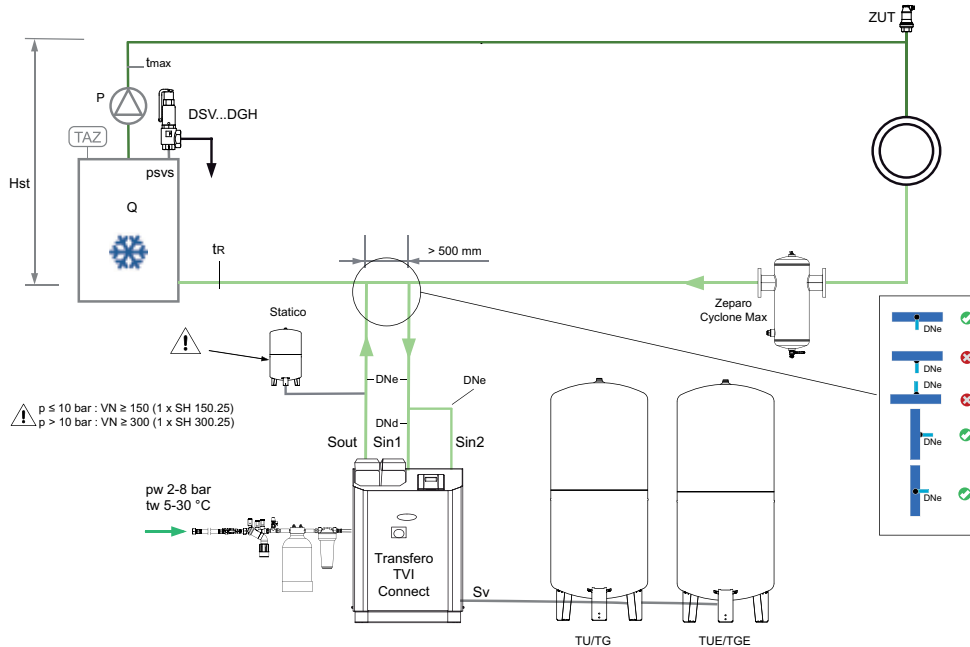 ZUT
tmax
P
DSV...DGH
TAZ
psvs
Hst
Q
tR
> 500 mm
Zeparo
Cyclone Max
Statico
DNe
DNe
DNe
DNe
DNe
DNe
DNe
p ≤ 10 bar : VN ≥ 150 (1 x SH 150.25)
p > 10 bar : VN ≥ 300 (1 x SH 300.25)
DNd
Sout
Sin1
Sin2
pw 2-8 bar
tw 5-30 °C
Transfero
TVI
Connect
Sv
TU/TG
TUE/TGE